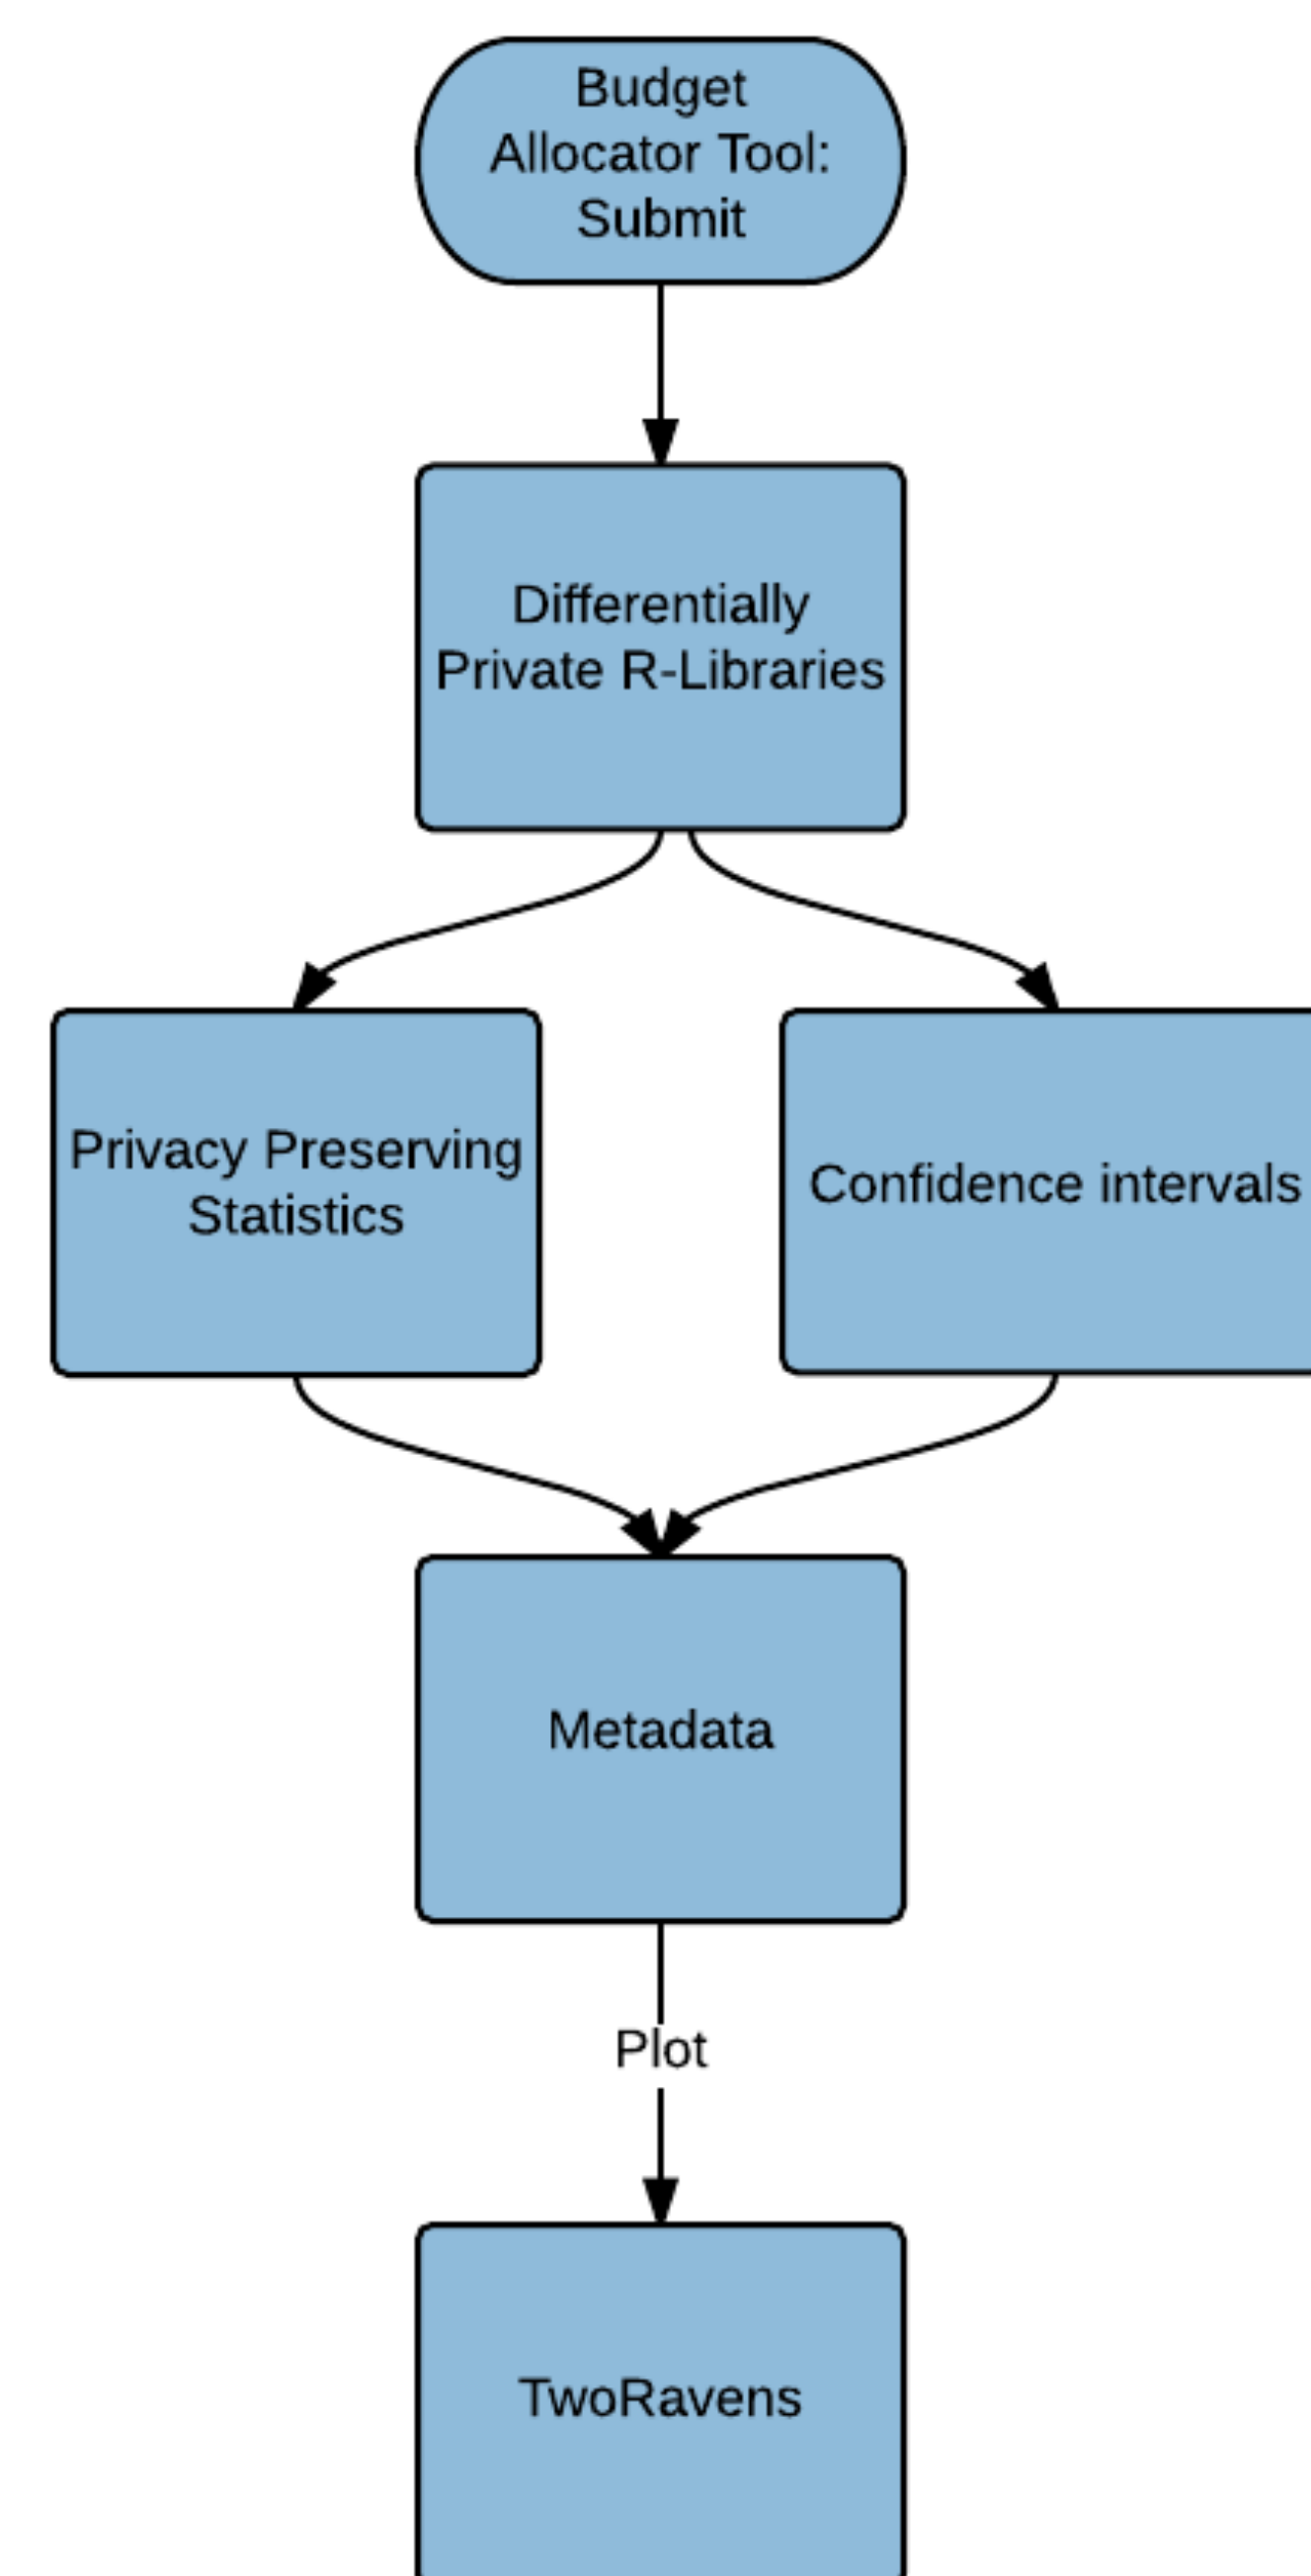 Budget
Allocator Tool:
Submit
Differentially
Private R-Libraries
Privacy Preserving
Statistics
Confidence intervals
Metadata
Plot
TwoRavens